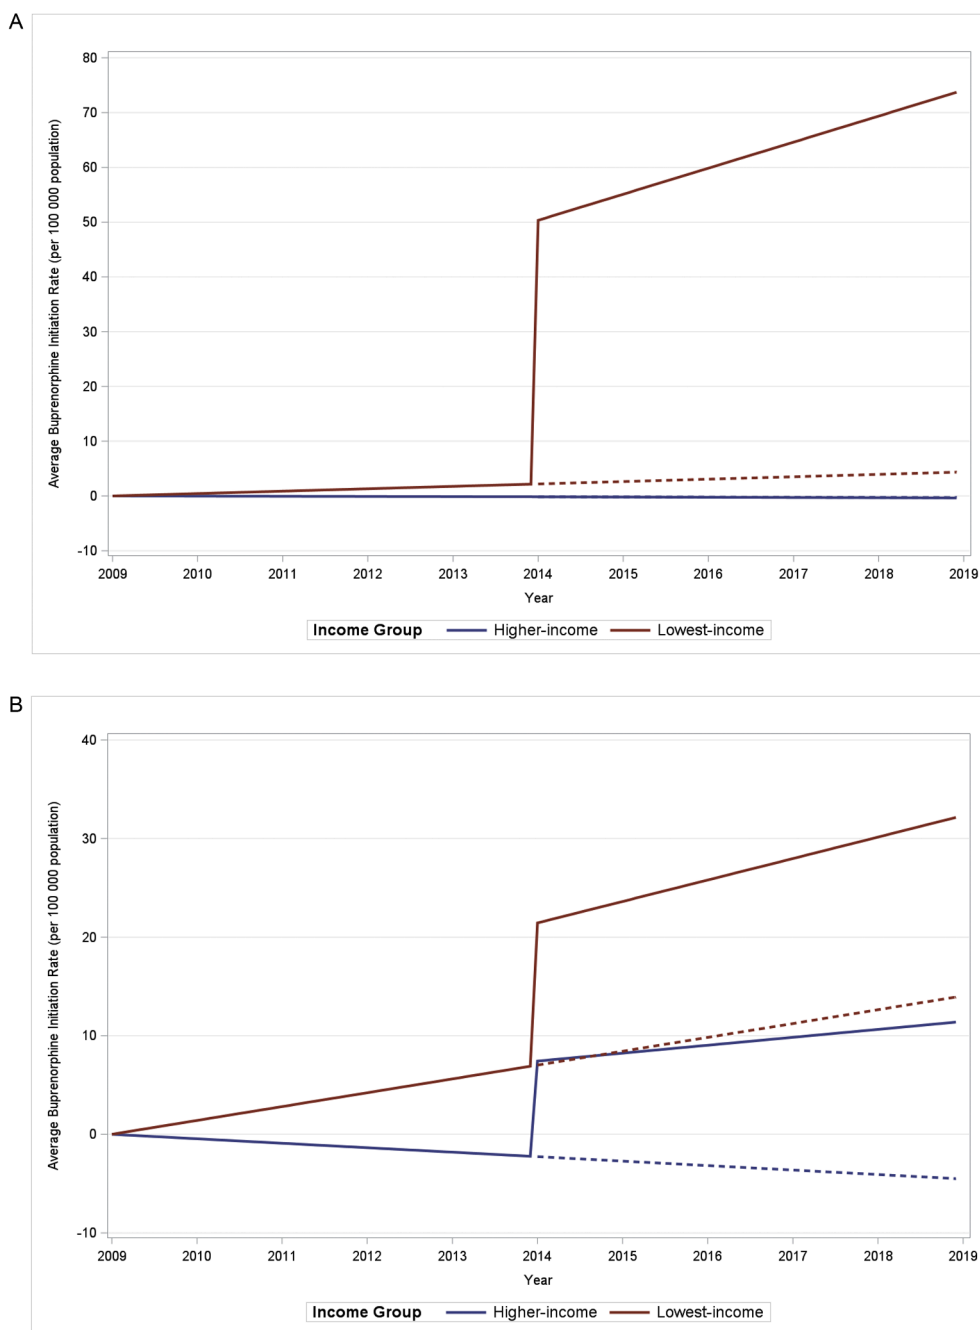 A
Average Buprenorphine Initiation Rate (per 100 000 population)
80
70
60
50
40
30
20
10
0
-10
2009 2010 2011 2012 2013 2014 2015 2016 2017 2018 2019
Year
Income Group Higher-income Lowest-income
B
Average Buprenorphine Initiation Rate (per 100 000 population)
40
30
20
10
0
-10
2009 2010 2011 2012 2013 2014 2015 2016 2017 2018 2019
Year
Income Group Higher-income Lowest-income